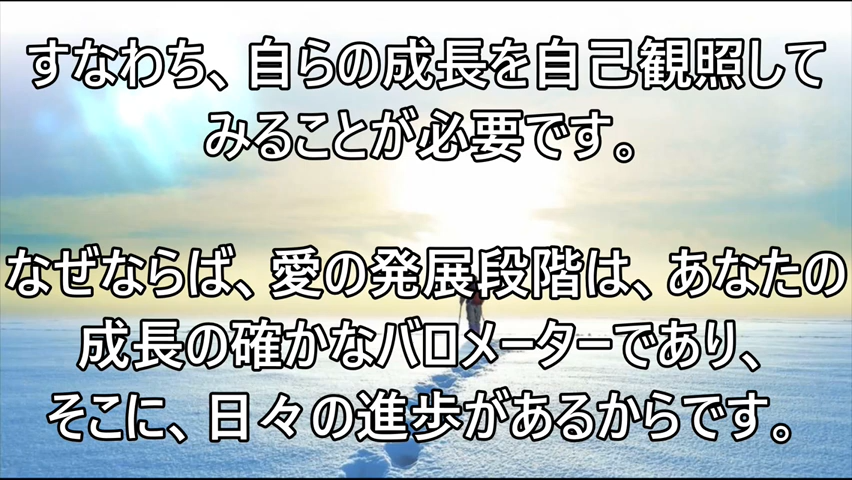 すなわち、自らの成長を自己観照して
みることが必要です。
なぜならば、愛の発展段階は、あなたの
成長の確かなバロメーターであり、
そこに、日々の進歩があるからです。